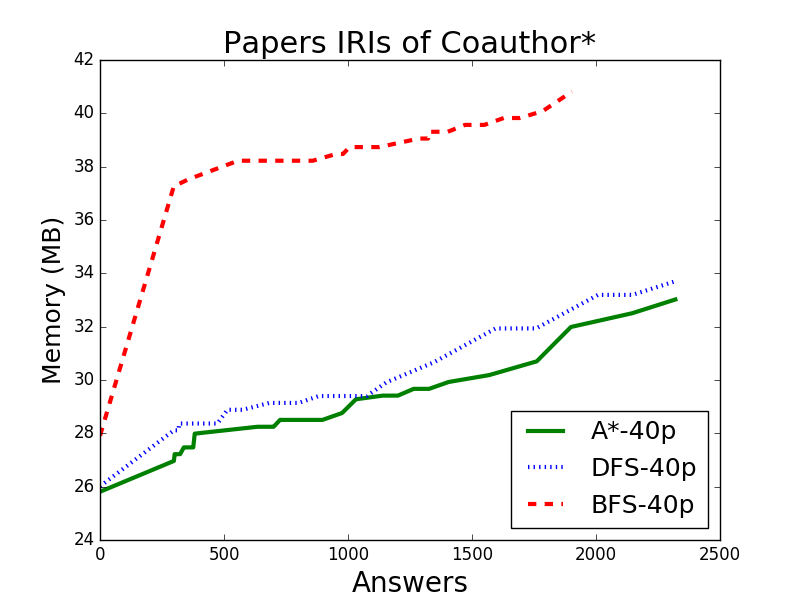 Papers IRIs of Coauthor*
42
40
38
36
34
32
30
28
26
24
Memory (MB)
A*-40p
DFS-40p
BFS-40p
0 500 1000 1500 2000 2500
Answers